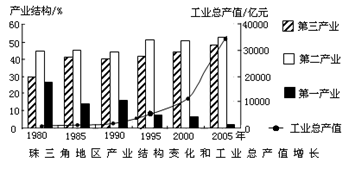 产业结构/% 工业总产值/亿元
60 40000
50
40 30000
30 20000
20
10 10000
0 0
1980 1985 1990 1995 2000 2005 年
第三产业
第二产业
第一产业
工业总产值
珠三角地区产业结构变化和工业总产值增长